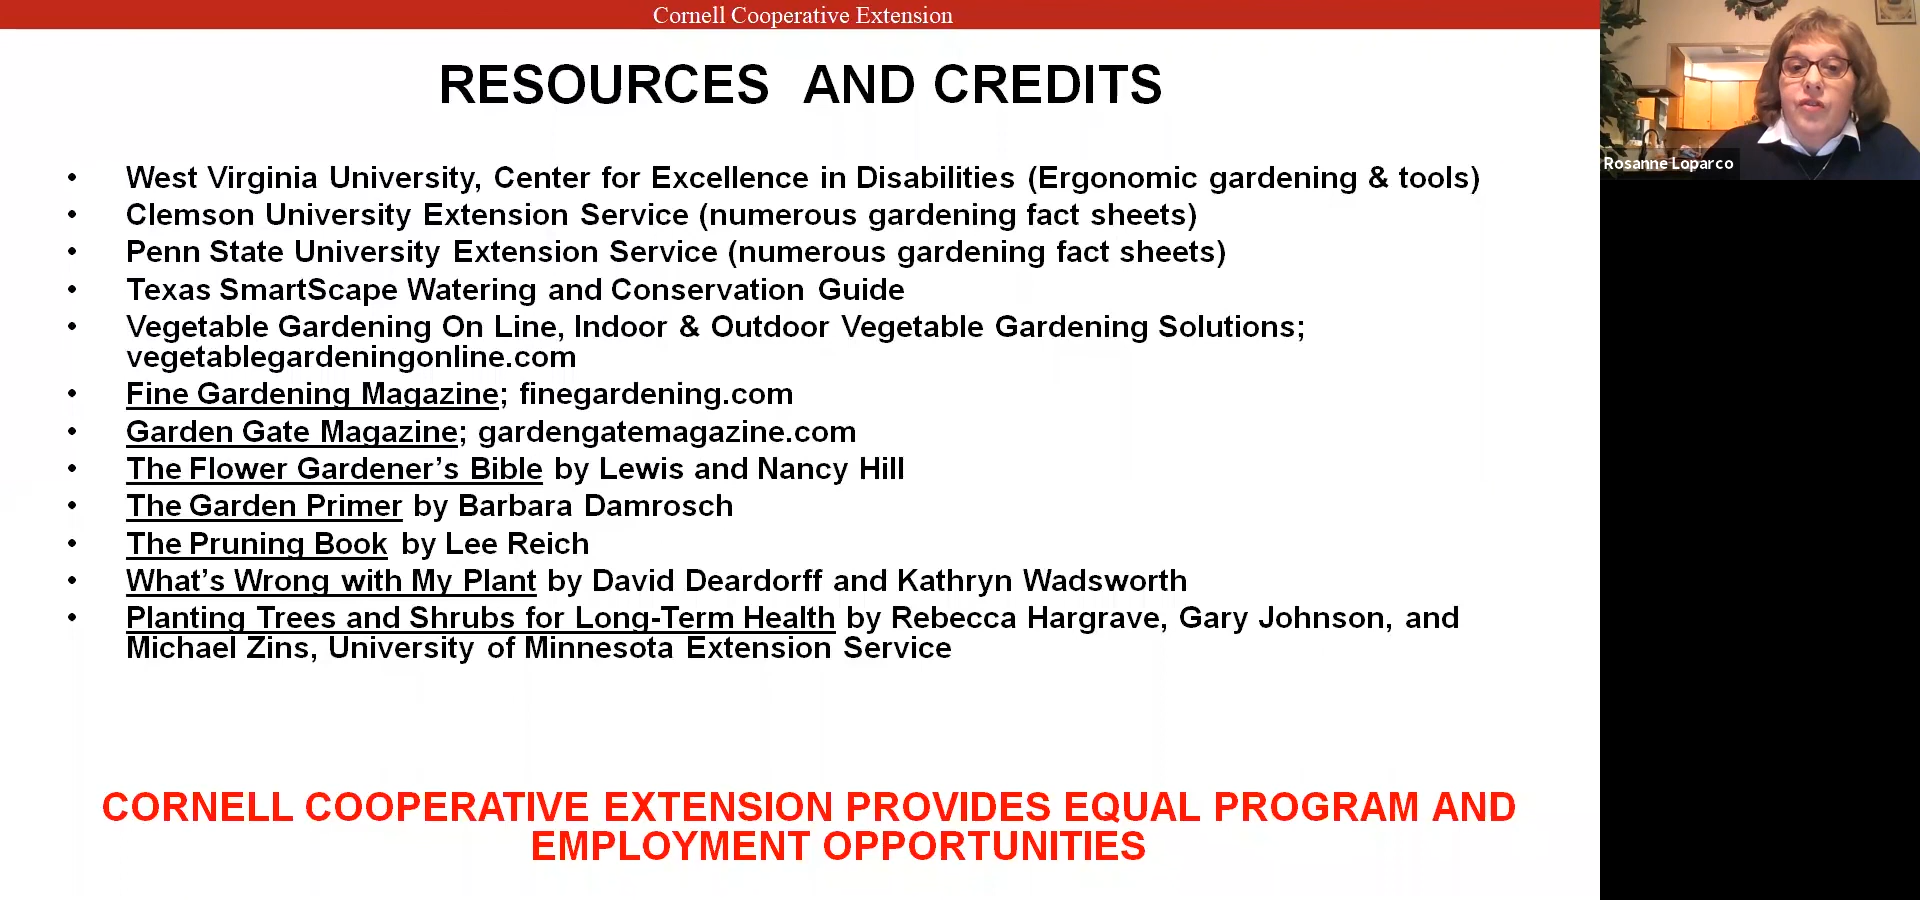 Cornell Cooperative Extension
RESOURCES AND CREDITS
• West Virginia University, Center for Excellence in Disabilities (Ergonomic gardening & tools)
• Clemson University Extension Service (numerous gardening fact sheets)
• Penn State University Extension Service (numerous gardening fact sheets)
• Texas SmartScape Watering and Conservation Guide
• Vegetable Gardening On Line, Indoor & Outdoor Vegetable Gardening Solutions;
vegetablegardeningonline.com
• Fine Gardening Magazine; finegardening.com
• Garden Gate Magazine; gardengatemagazine.com
• The Flower Gardener’s Bible by Lewis and Nancy Hill
• The Garden Primer by Barbara Damrosch
• The Pruning Book by Lee Reich
• What’s Wrong with My Plant by David Deardorff and Kathryn Wadsworth
• Planting Trees and Shrubs for Long-Term Health by Rebecca Hargrave, Gary Johnson, and
Michael Zins, University of Minnesota Extension Service
CORNELL COOPERATIVE EXTENSION PROVIDES EQUAL PROGRAM AND
EMPLOYMENT OPPORTUNITIES
Rosanne Loparco